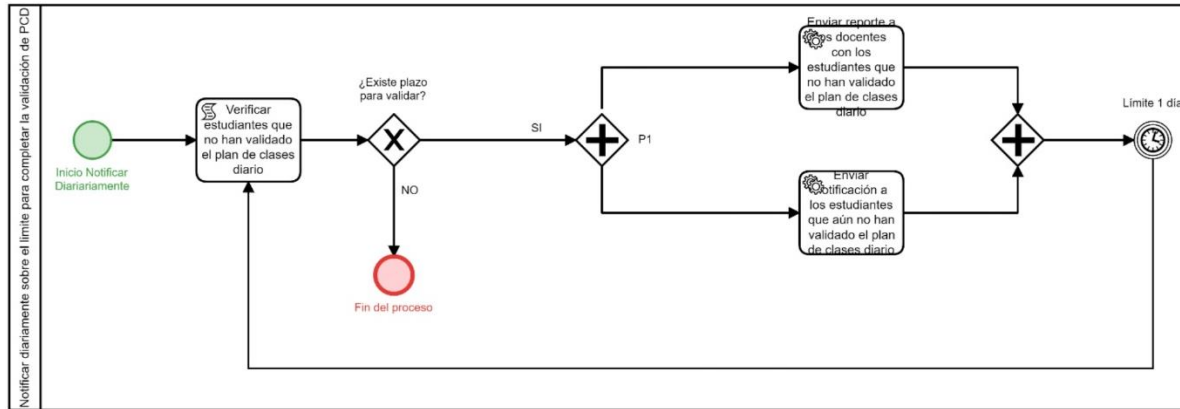 Notificar diariamente sobre el limite para completar la validación de PCD
Inicio Notificar
Diariariamente
Verificar
estudiantes que
no han validado
el plan de clases
diario
¿Existe plazo
para validar?
SI
NO
Fin del proceso
P1
Enviar reporte a
los docentes
con los
estudiantes que
no han validado
el plan de clases
diario
Enviar
notificación a
los estudiantes
que aún no han
validado el plan
de clases diario
Límite 1 día